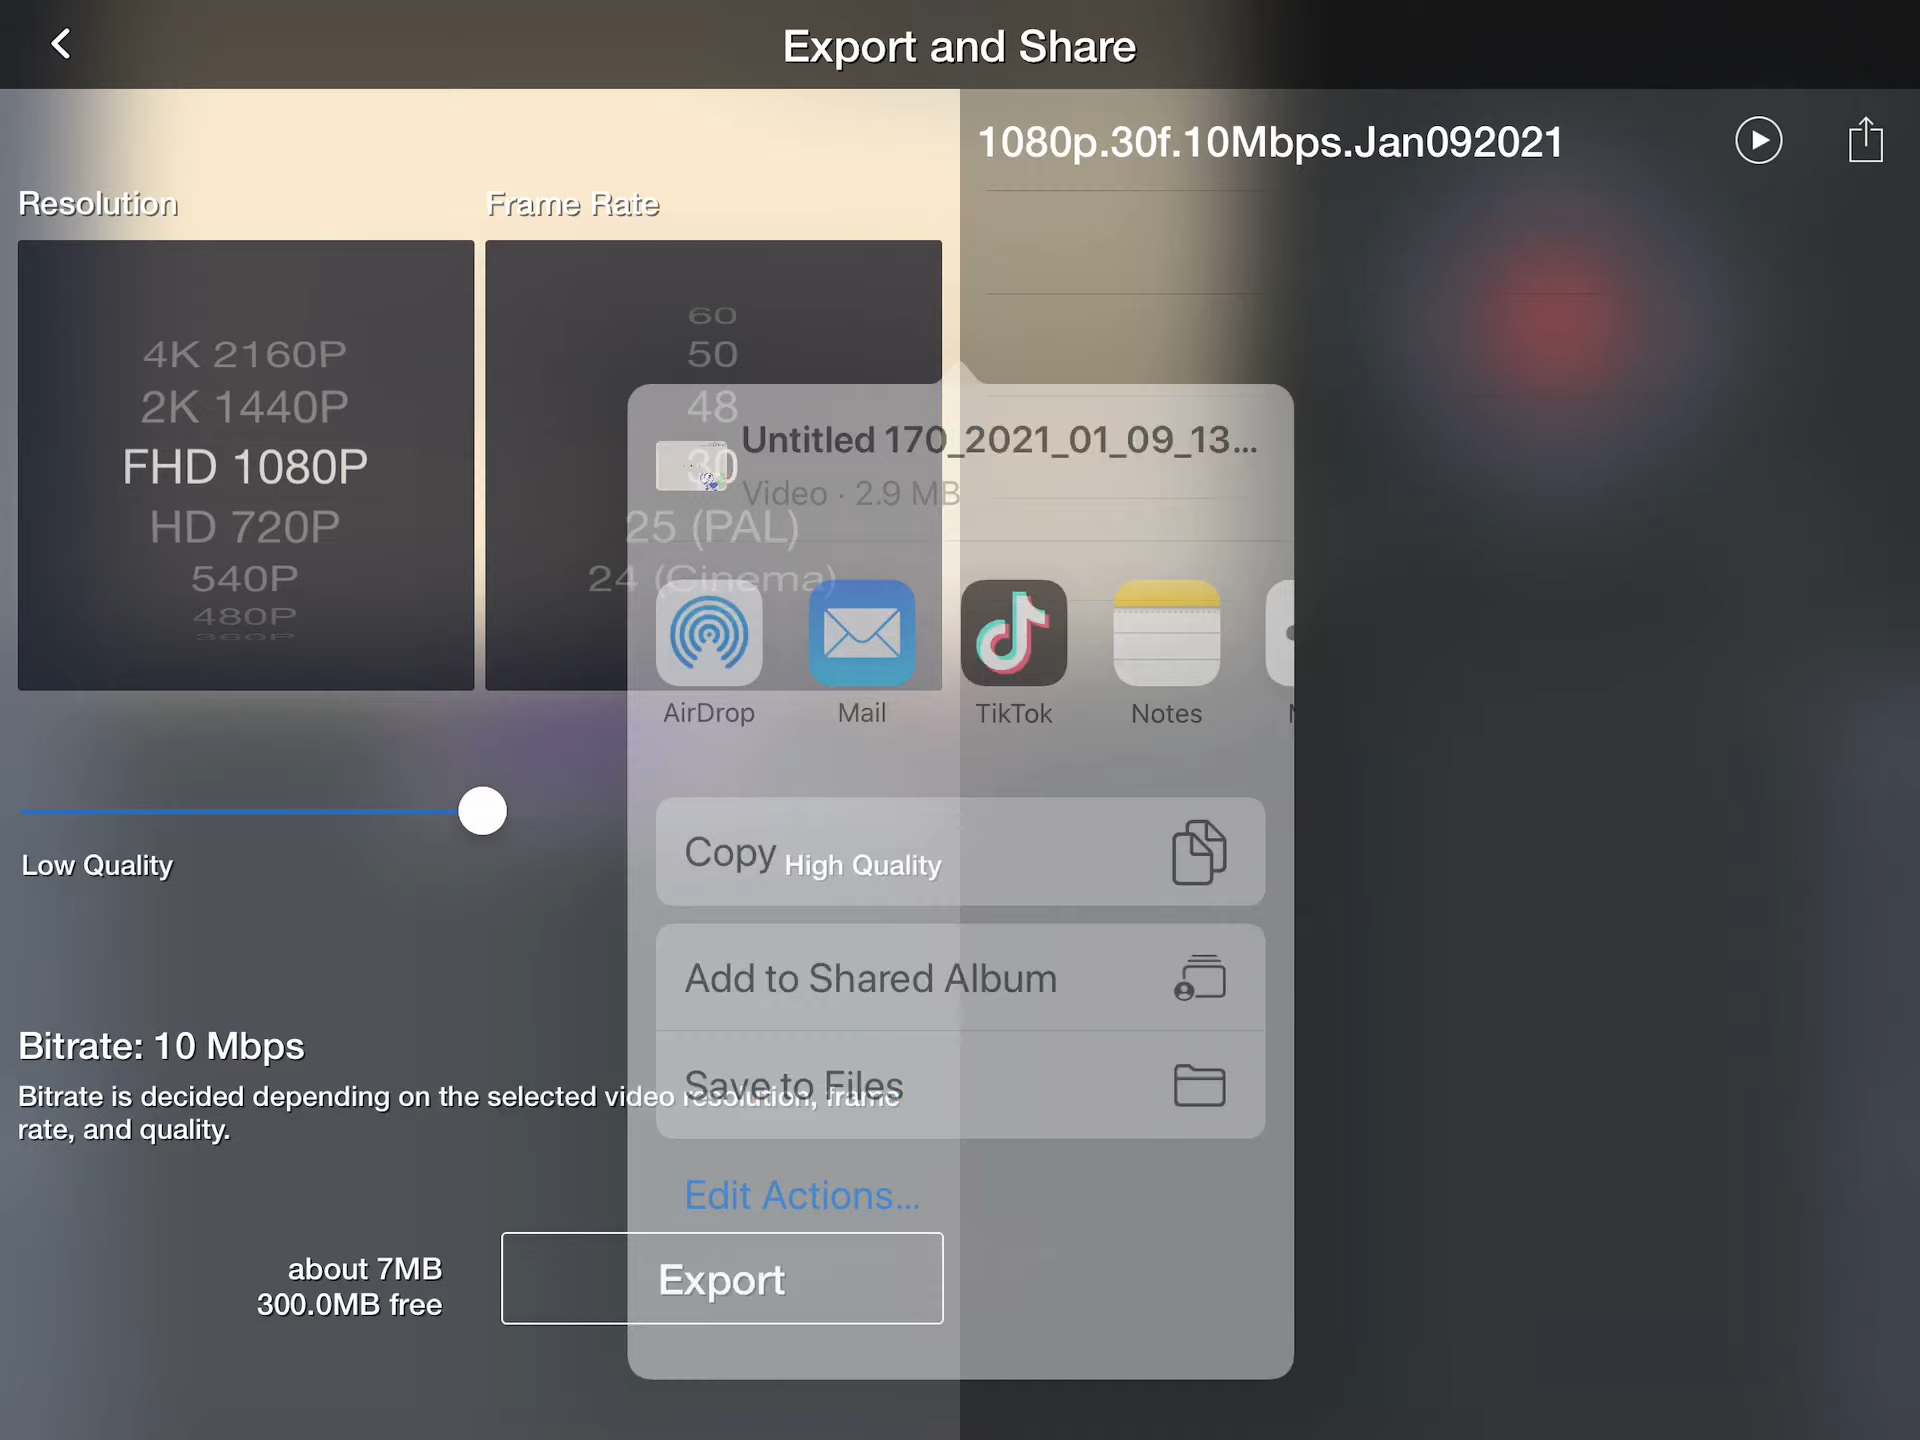 Export and Share
1080p.30f.10Mbps.Jan092021
Resolution
Frame Rate
4K 2160P
2K 1440P
FHD 1080P
HD 720P
540P
480P
360P
60
50
48
30
25 (PAL)
24 (Cinema)
Untitled 170_2021_01_09_13...
Video · 2.9 MB
AirDrop
Mail
TikTok
Notes
Low Quality
High Quality
Copy
Add to Shared Album
Save to Files
Edit Actions...
Bitrate: 10 Mbps
Bitrate is decided depending on the selected video resolution, frame
rate, and quality.
about 7MB
300.0MB free
Export